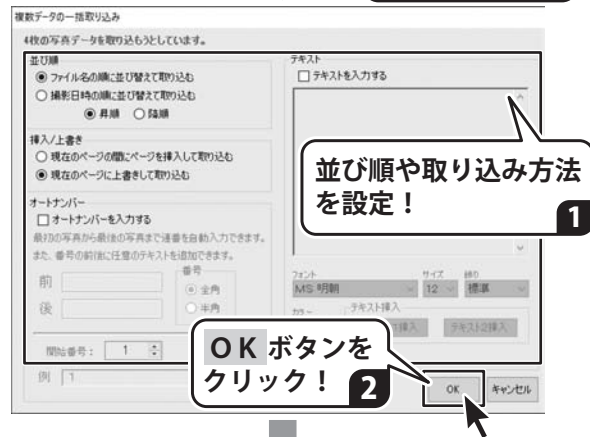 複数データの一括取り込み
4枚の写真データを取り込もうとしています。
並び順
ファイル名の順に並び替えて取り込む
撮影日時の順に並び替えて取り込む
昇順 降順
挿入/上書き
現在のページの間にページを挿入して取り込む
現在のページに上書きして取り込む
オートナンバー
オートナンバーを入力する
最初の写真から最後の写真まで連番を自動入力できます。
また、番号の前後に任意のテキストを追加できます。
前
後
番号
全角
半角
開始番号: 1
例 1
テキスト
テキストを入力する
並び順や取り込み方法
を設定！
1
フォント サイズ 飾り
MS 明朝 12 標準
カラー テキスト挿入
挿入 テキスト2挿入
OK ボタンを
クリック！ 2
OK キャンセル